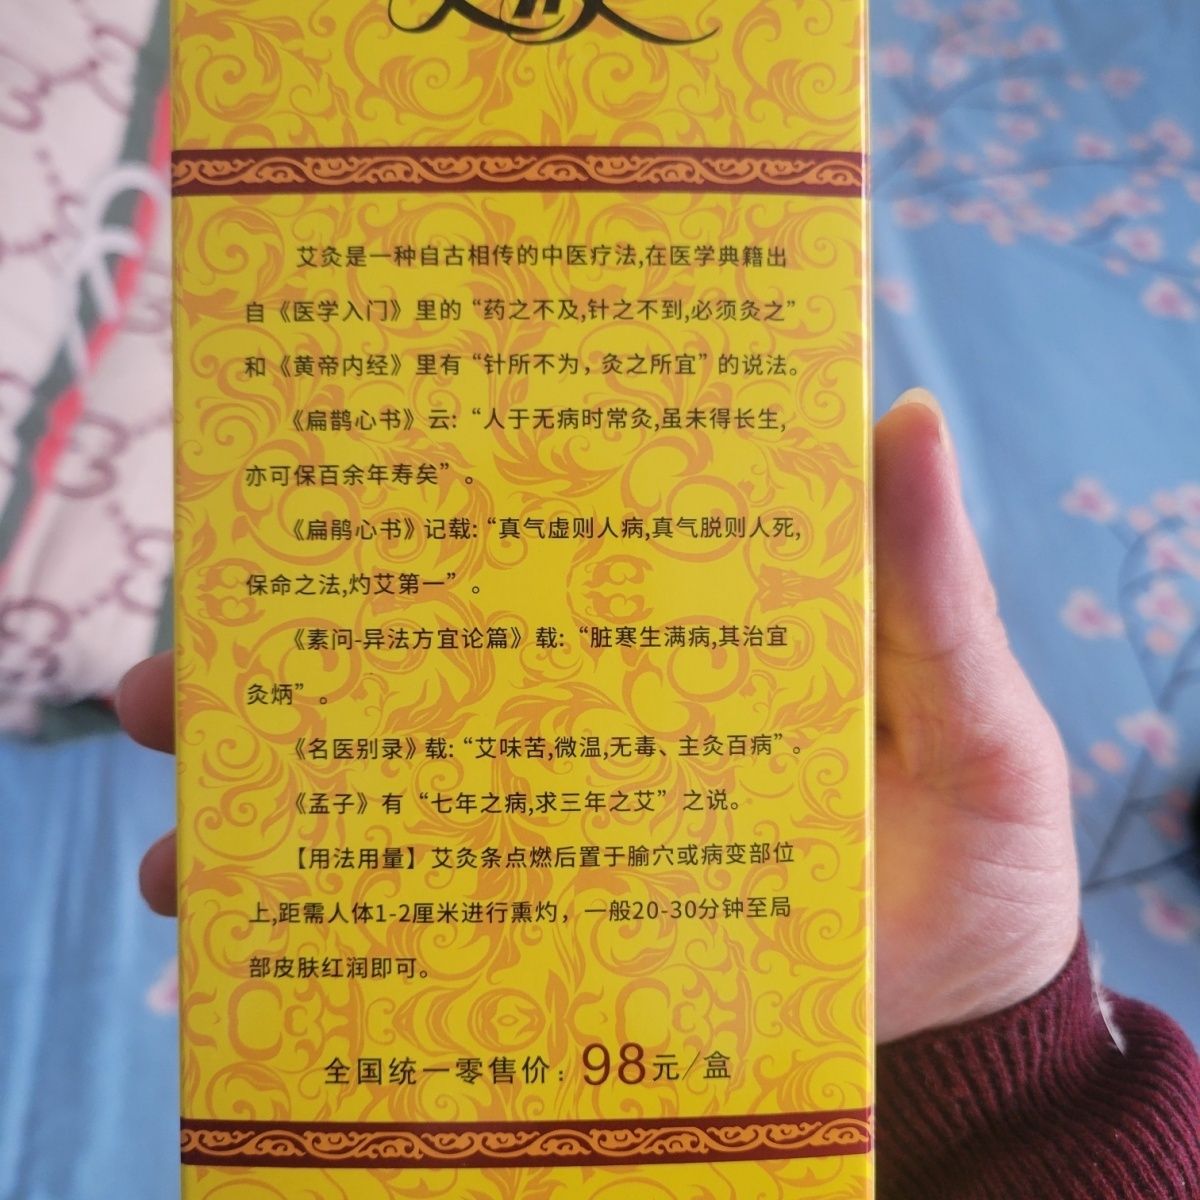 艾灸是一种自古相传的中医疗法,在医学典籍出
自《医学入门》里的“药之不及,针之不到,必须灸之”
和《黄帝内经》里有“针所不为，灸之所宜”的说法。
《扁鹊心书》云:“人于无病时常灸,虽未得长生,
亦可保百余年寿矣”。
《扁鹃心书》记载:“真气虚则人病,真气脱则人死,
保命之法,灼艾第一”。
《素问-异法方宜论篇》载:“脏寒生满病,其治宜
灸炳”。
《名医别录》载:“艾味苦,微温,无毒、主灸百病”。
《孟子》有“七年之病,求三年之艾”之说。
【用法用量】艾灸条点燃后置于腧穴或病变部位
上,距需人体1-2厘米进行熏灼，一般20-30分钟至局
部皮肤红润即可。
全国统一零售价：98元/盒